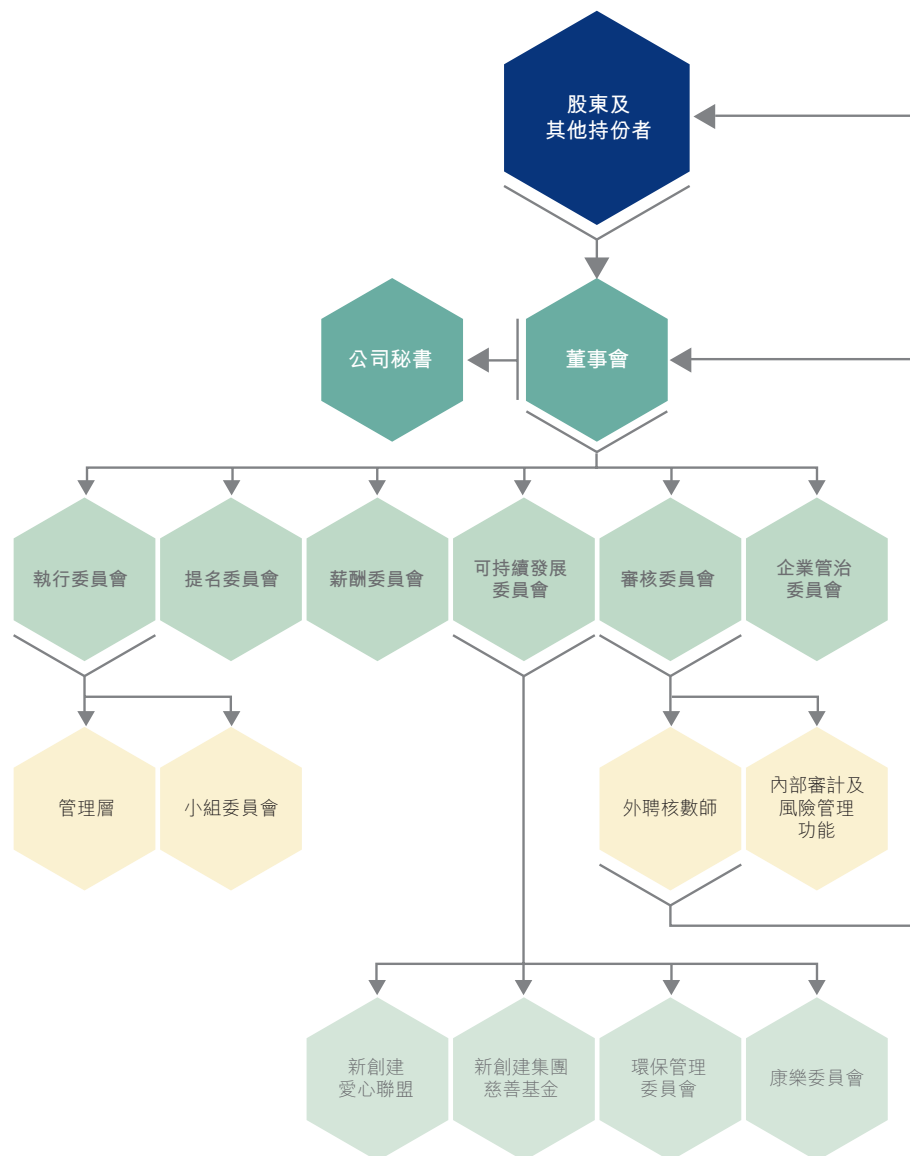 股東及
其他持份者
公司秘書
董事會
執行委員會
提名委員會
薪酬委員會
可持續發展
委員會
審核委員會
企業管治
委員會
管理層
小組委員會
外聘核數師
內部審計及
風險管理
功能
新創建
愛心聯盟
新創建集團
慈善基金
環保管理
委員會
康樂委員會